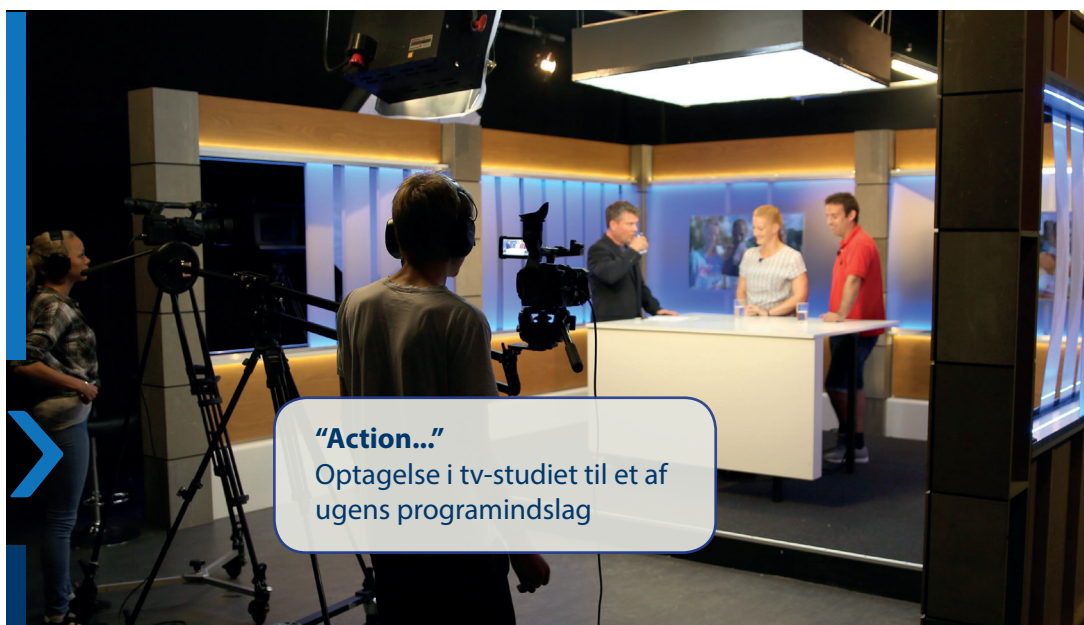 “Action...”
Optagelse i tv-studiet til et af
ugens programindslag